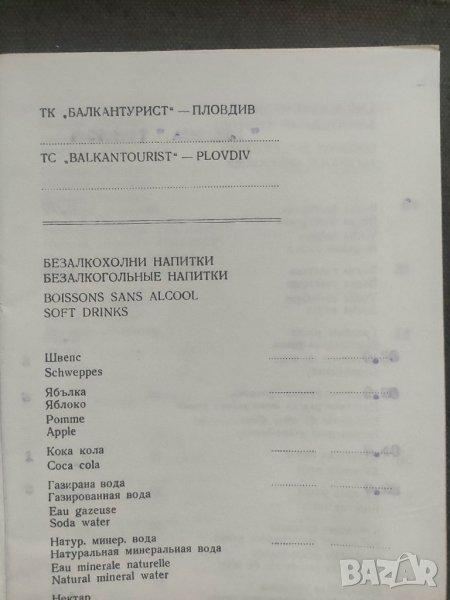 ТК „БАЛКАНТУРИСТ“ — ПЛОВДИВ
TC „BALKANTOURIST“ — PLOVDIV
БЕЗАЛКОХОЛНИ НАПИТКИ
БЕЗАЛКОГОЛЬНЫЕ НАПИТКИ
BOISSONS SANS ALCOOL
SOFT DRINKS
Швепс
Schweppes
Ябълка
Яблоко
Pomme
Apple
Кока кола
Coca cola
Газирана вода
Газированная вода
Eau gazeuse
Soda water
Натур. минер. вода
Натуральная минеральная вода
Eau minerale naturelle
Natural mineral water
Нектар
BAZAR.BG